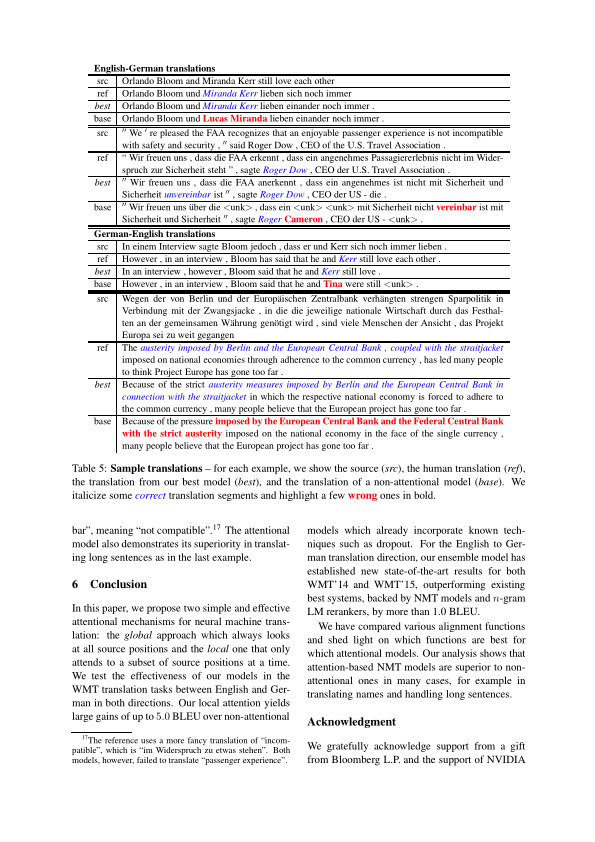 English-German translations
src Orlando Bloom and Miranda Kerr still love each other
ref Orlando Bloom und Miranda Kerr lieben sich noch immer
best Orlando Bloom und Miranda Kerr lieben einander noch immer .
base Orlando Bloom und Lucas Miranda lieben einander noch immer .
src ′′ We ′ re pleased the FAA recognizes that an enjoyable passenger experience is not incompatible
with safety and security , ′′ said Roger Dow , CEO of the U.S. Travel Association .
ref “ Wir freuen uns , dass die FAA erkennt , dass ein angenehmes Passagiererlebnis nicht im Wider-
spruch zur Sicherheit steht ” , sagte Roger Dow , CEO der U.S. Travel Association .
best ′′ Wir freuen uns , dass die FAA anerkennt , dass ein angenehmes ist nicht mit Sicherheit und
Sicherheit unvereinbar ist ′′ , sagte Roger Dow , CEO der US - die .
base ′′ Wir freuen uns über die <unk> , dass ein <unk> <unk> mit Sicherheit nicht vereinbar ist mit
Sicherheit und Sicherheit ′′ , sagte Roger Cameron , CEO der US - <unk> .
German-English translations
src In einem Interview sagte Bloom jedoch , dass er und Kerr sich noch immer lieben .
ref However , in an interview , Bloom has said that he and Kerr still love each other .
best In an interview , however , Bloom said that he and Kerr still love .
base However , in an interview , Bloom said that he and Tina were still <unk> .
src Wegen der von Berlin und der Europäischen Zentralbank verhängten strengen Sparpolitik in
Verbindung mit der Zwangsjacke , in die die jeweilige nationale Wirtschaft durch das Festhal-
ten an der gemeinsamen Währung genötigt wird , sind viele Menschen der Ansicht , das Projekt
Europa sei zu weit gegangen
ref The austerity imposed by Berlin and the European Central Bank , coupled with the straitjacket
imposed on national economies through adherence to the common currency , has led many people
to think Project Europe has gone too far .
best Because of the strict austerity measures imposed by Berlin and the European Central Bank in
connection with the straitjacket in which the respective national economy is forced to adhere to
the common currency , many people believe that the European project has gone too far .
base Because of the pressure imposed by the European Central Bank and the Federal Central Bank
with the strict austerity imposed on the national economy in the face of the single currency ,
many people believe that the European project has gone too far .
Table 5: Sample translations – for each example, we show the source (src), the human translation (ref),
the translation from our best model (best), and the translation of a non-attentional model (base). We
italicize some correct translation segments and highlight a few wrong ones in bold.
bar”, meaning “not compatible”.17 The attentional
model also demonstrates its superiority in translat-
ing long sentences as in the last example.
6 Conclusion
In this paper, we propose two simple and effective
attentional mechanisms for neural machine trans-
lation: the global approach which always looks
at all source positions and the local one that only
attends to a subset of source positions at a time.
We test the effectiveness of our models in the
WMT translation tasks between English and Ger-
man in both directions. Our local attention yields
large gains of up to 5.0 BLEU over non-attentional
17The reference uses a more fancy translation of “incom-
patible”, which is “im Widerspruch zu etwas stehen”. Both
models, however, failed to translate “passenger experience”.
models which already incorporate known tech-
niques such as dropout. For the English to Ger-
man translation direction, our ensemble model has
established new state-of-the-art results for both
WMT’14 and WMT’15, outperforming existing
best systems, backed by NMT models and n-gram
LM rerankers, by more than 1.0 BLEU.
We have compared various alignment functions
and shed light on which functions are best for
which attentional models. Our analysis shows that
attention-based NMT models are superior to non-
attentional ones in many cases, for example in
translating names and handling long sentences.
Acknowledgment
We gratefully acknowledge support from a gift
from Bloomberg L.P. and the support of NVIDIA